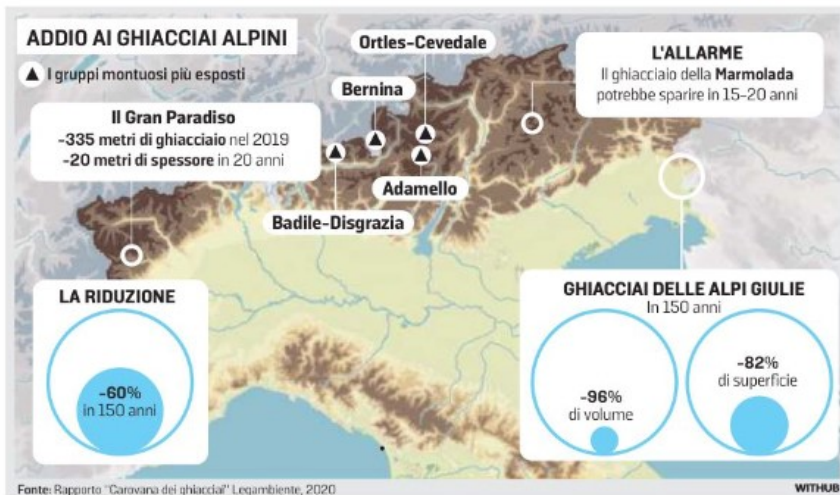 ADDIO AI GHIACCIAI ALPINI
I gruppi montuosi più esposti
Ortles-Cevedale
Bernina
Adamello
Badile-Disgrazia
L'ALLARME
Il ghiacciaio della Marmolada
potrebbe sparire in 15-20 anni
Il Gran Paradiso
-335 metri di ghiacciaio nel 2019
-20 metri di spessore in 20 anni
LA RIDUZIONE
-60%
in 150 anni
GHIACCIAI DELLE ALPI GIULIE
In 150 anni
-96%
di volume
-82%
di superficie
Fonte: Rapporto "Carovana dei ghiacciai" Legambiente, 2020
WITHUB